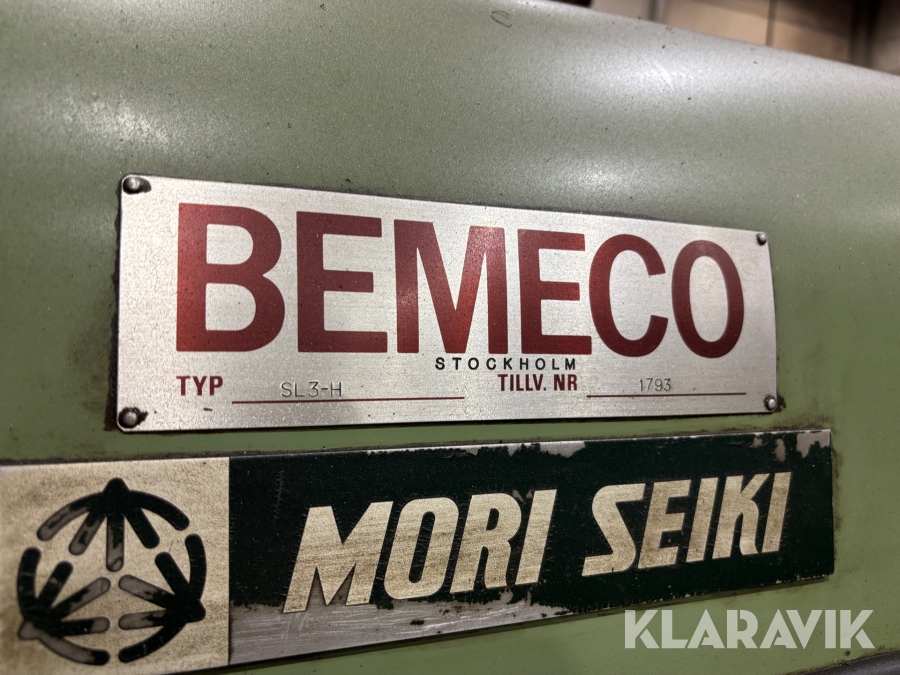 BEMECO
STOCKHOLM
TYP SL3-H TILLV. NR 1793
MORI SEIKI
KLARAVIK